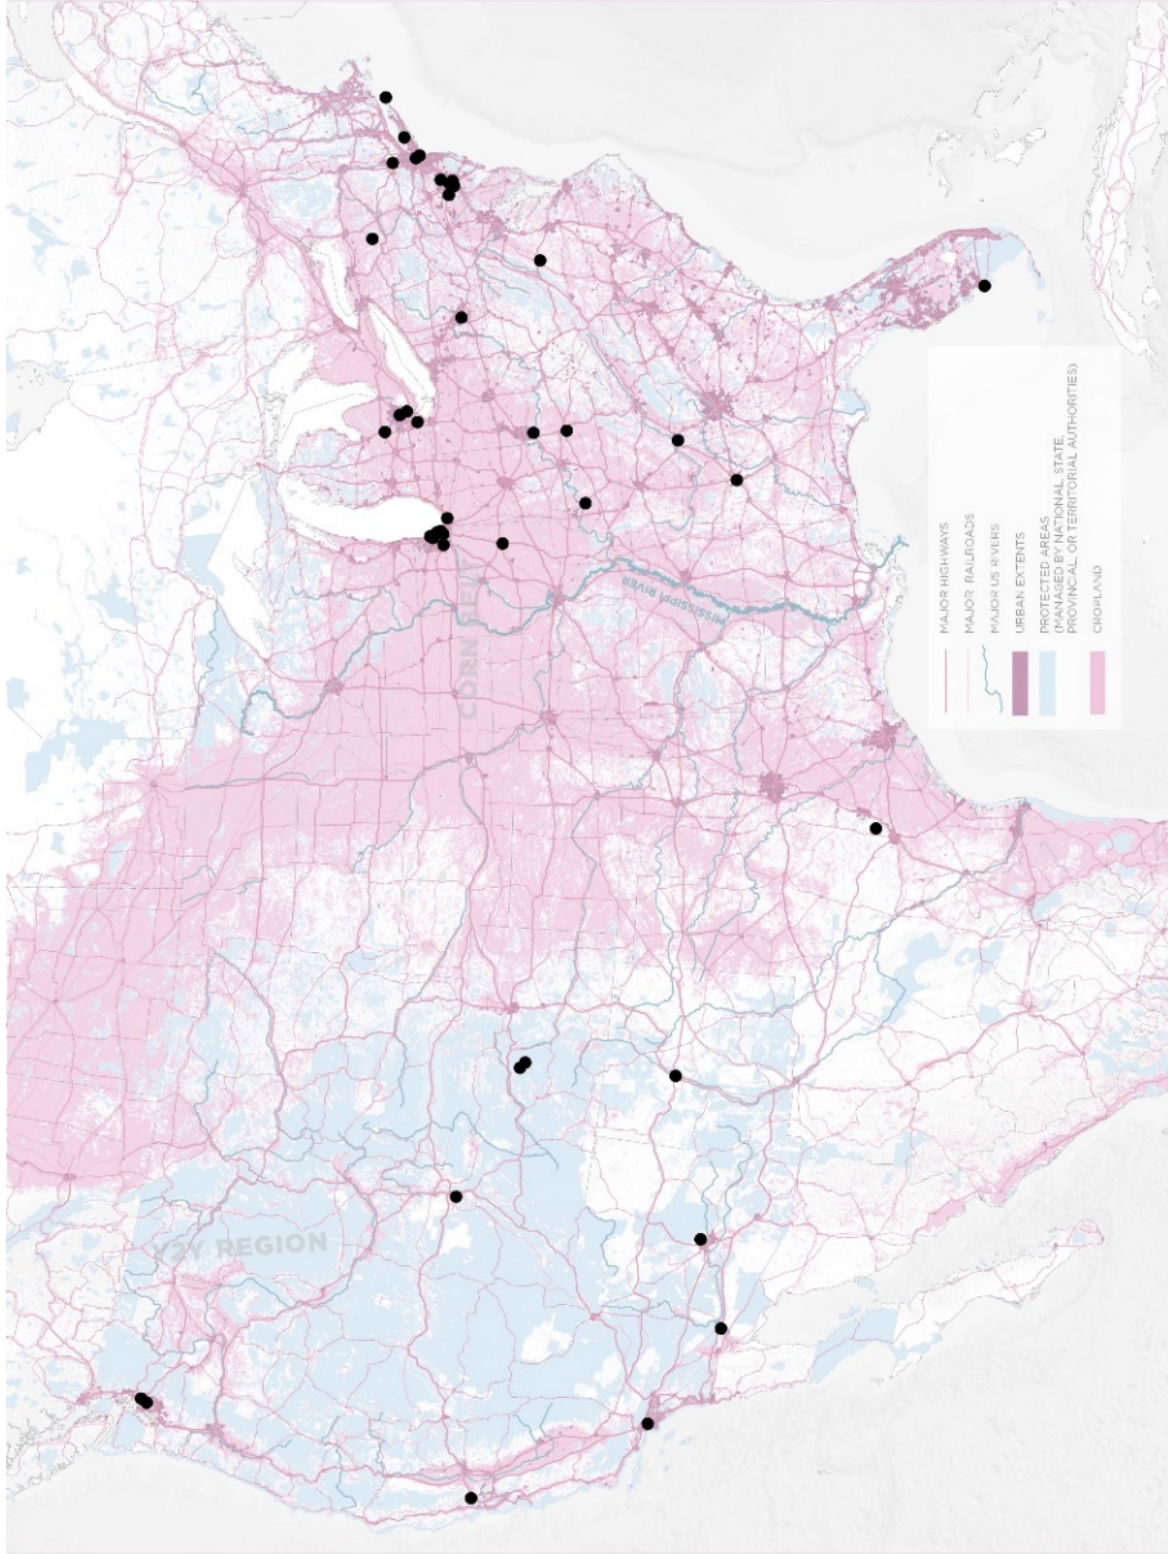 Y2Y REGION
CORN BELT
MISSISSIPPI RIVER
MAJOR HIGHWAYS
MAJOR RAILROADS
MAJOR US RIVERS
URBAN EXTENTS
PROTECTED AREAS
(MANAGED BY NATIONAL, STATE,
PROVINCIAL, OR TERRITORIAL AUTHORITIES)
CROPLAND